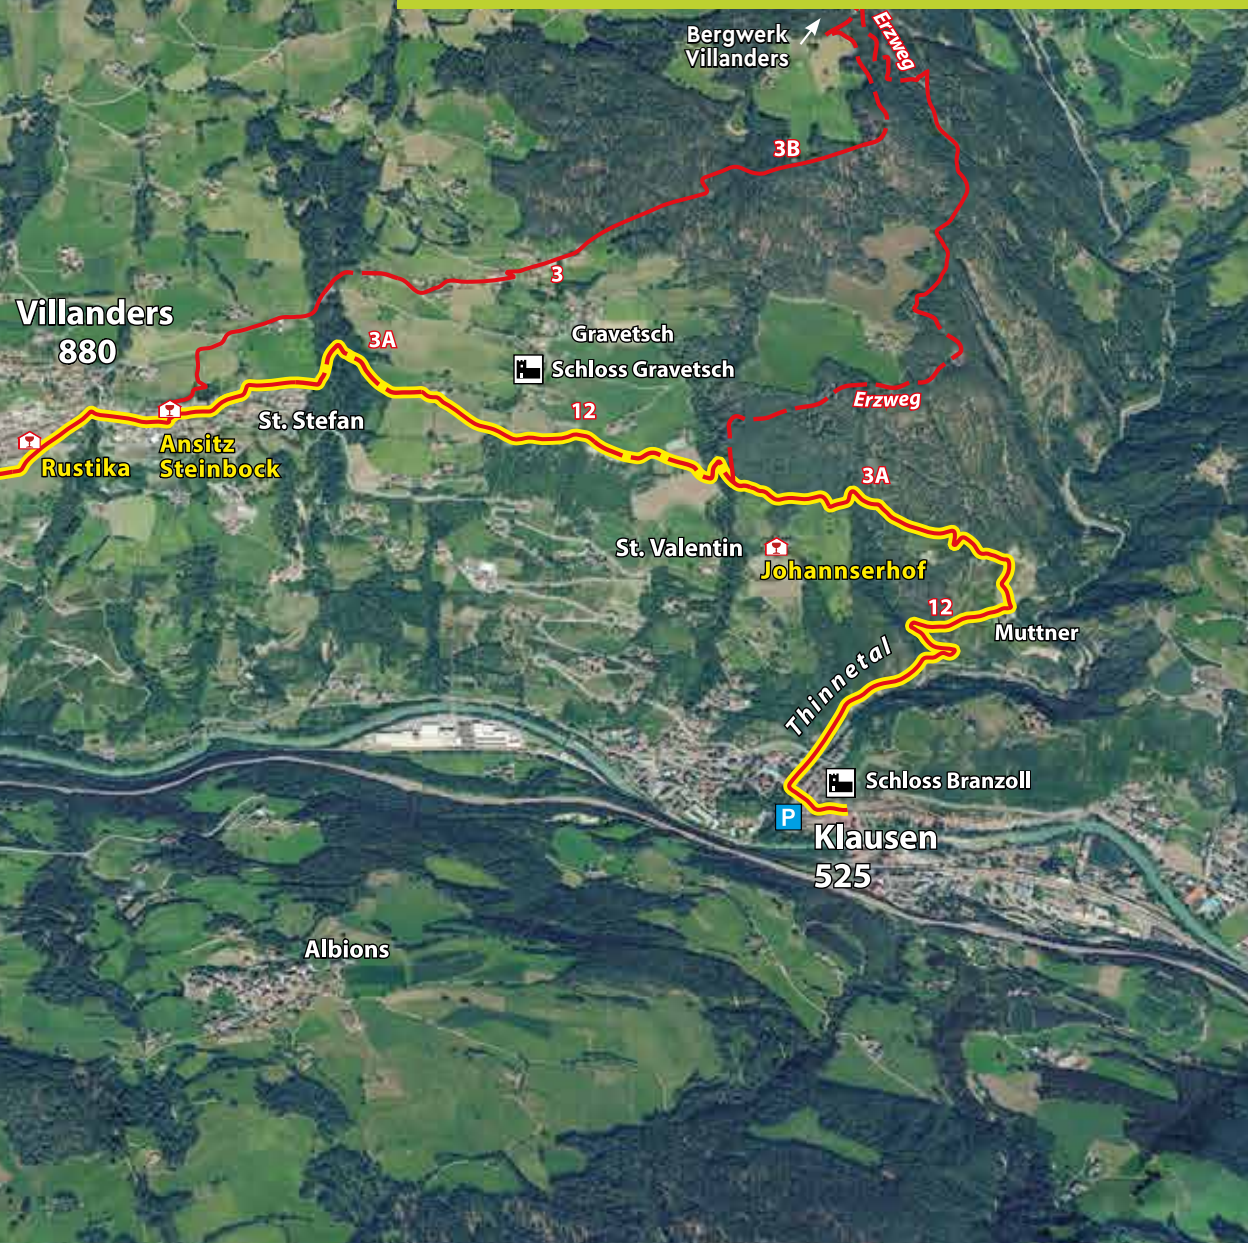 Bergwerk
Villanders
Erzweg
3B
3
Villanders
880
3A
Gravetsch
Schloss Gravetsch
Erzweg
12
St. Stefan
Ansitz
Steinbock
Rustika
3A
St. Valentin
Johannserhof
12
Muttner
Thinnetal
Schloss Branzoll
P
Klausen
525
Albions